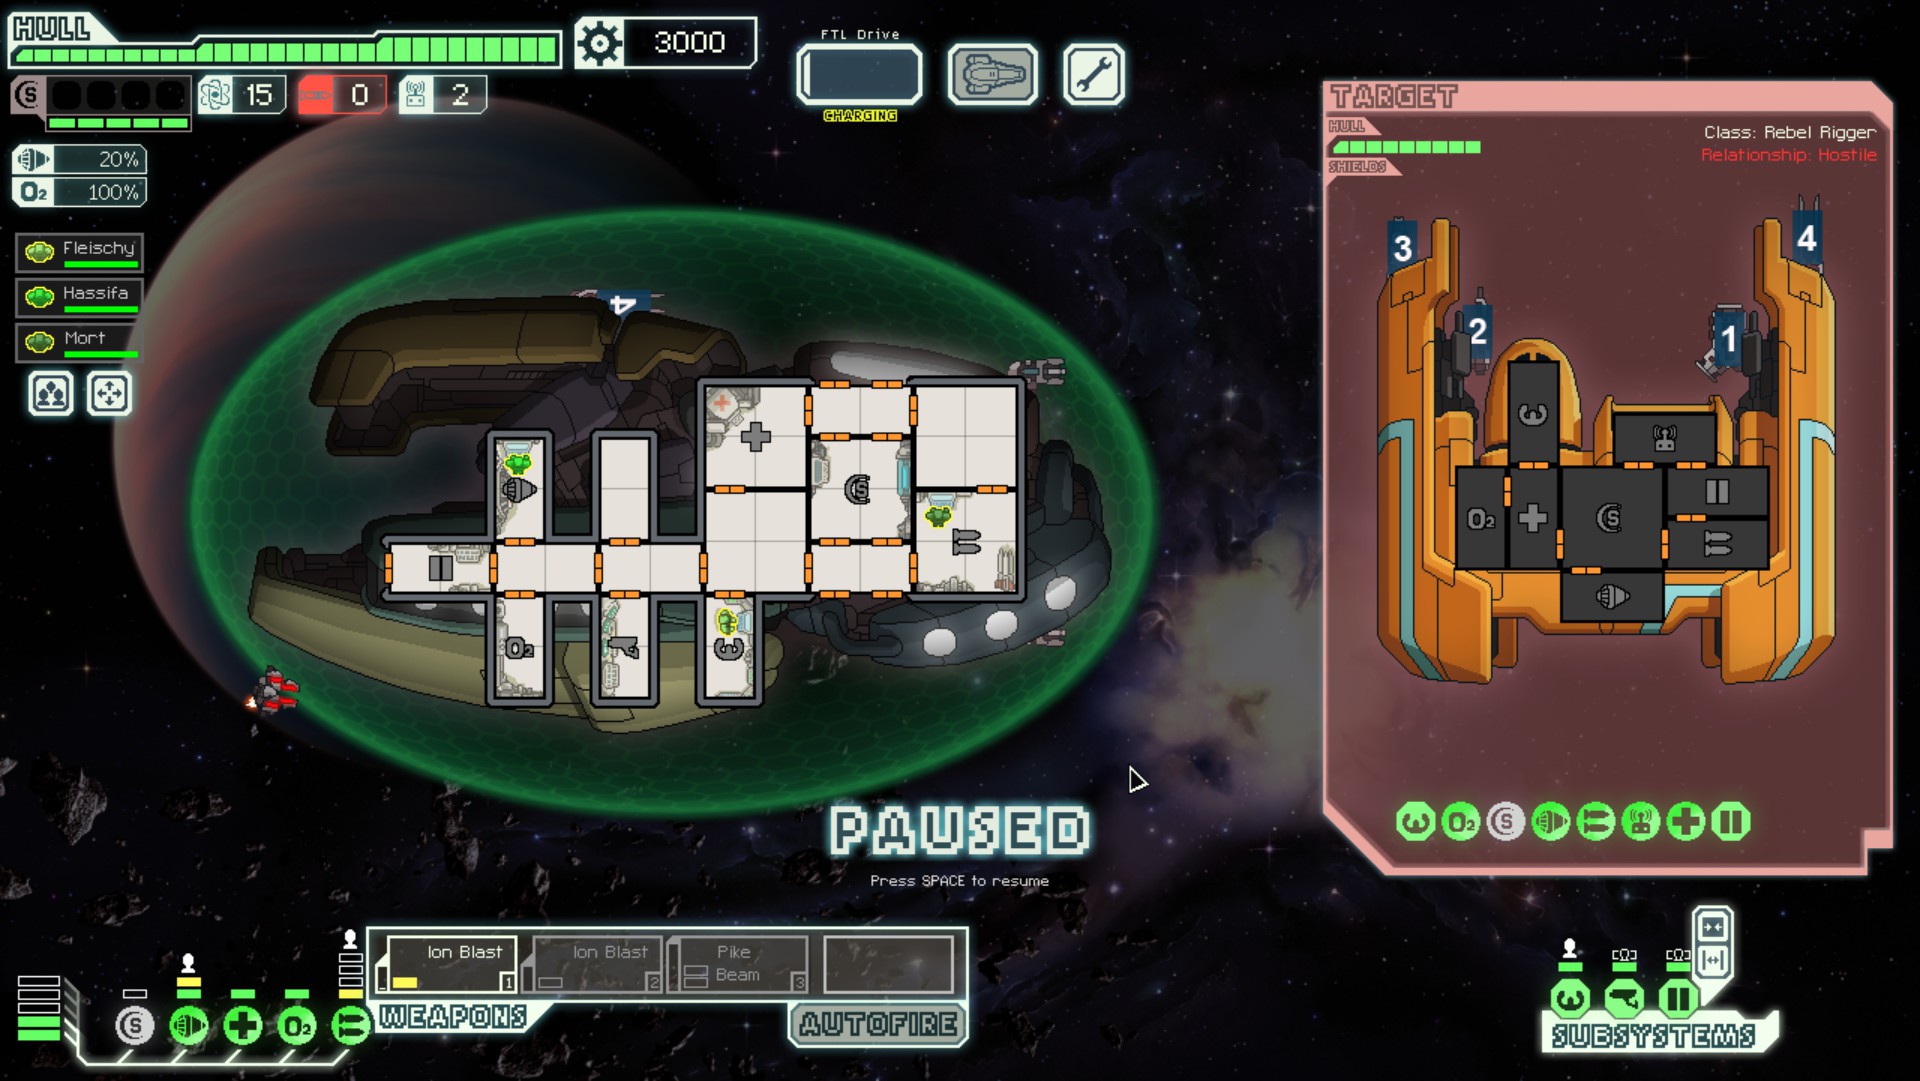 HULL
3000
FTL Drive
CHARGING
S
15
0
2
20%
O2
100%
Fleischy
Hassifa
Mort
4
S
O2
TARGET
HULL
Class: Rebel Rigger
Relationship: Hostile
SHIELDS
3
4
2
1
O2
S
O2
S
PAUSED
Press SPACE to resume
Ion Blast
1
Ion Blast
2
Pike
Beam
3
S
O2
WEAPONS
AUTOFIRE
SUBSYSTEMS